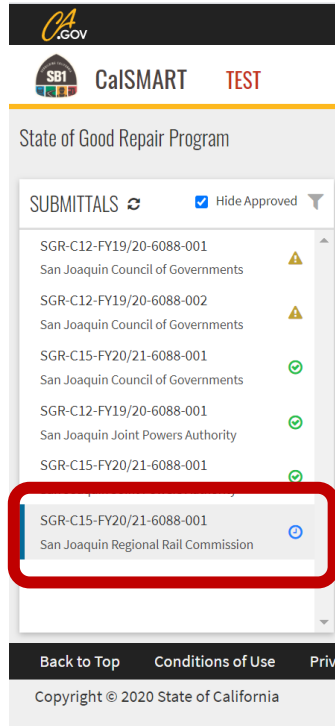 CA.GOV
SB1
CalSMART TEST
State of Good Repair Program
SUBMITTALS Hide Approved
SGR-C12-FY19/20-6088-001
San Joaquin Council of Governments
SGR-C12-FY19/20-6088-002
San Joaquin Council of Governments
SGR-C15-FY20/21-6088-001
San Joaquin Council of Governments
SGR-C12-FY19/20-6088-001
San Joaquin Joint Powers Authority
SGR-C15-FY20/21-6088-001
SGR-C15-FY20/21-6088-001
San Joaquin Regional Rail Commission
Back to Top Conditions of Use Priv
Copyright © 2020 State of California